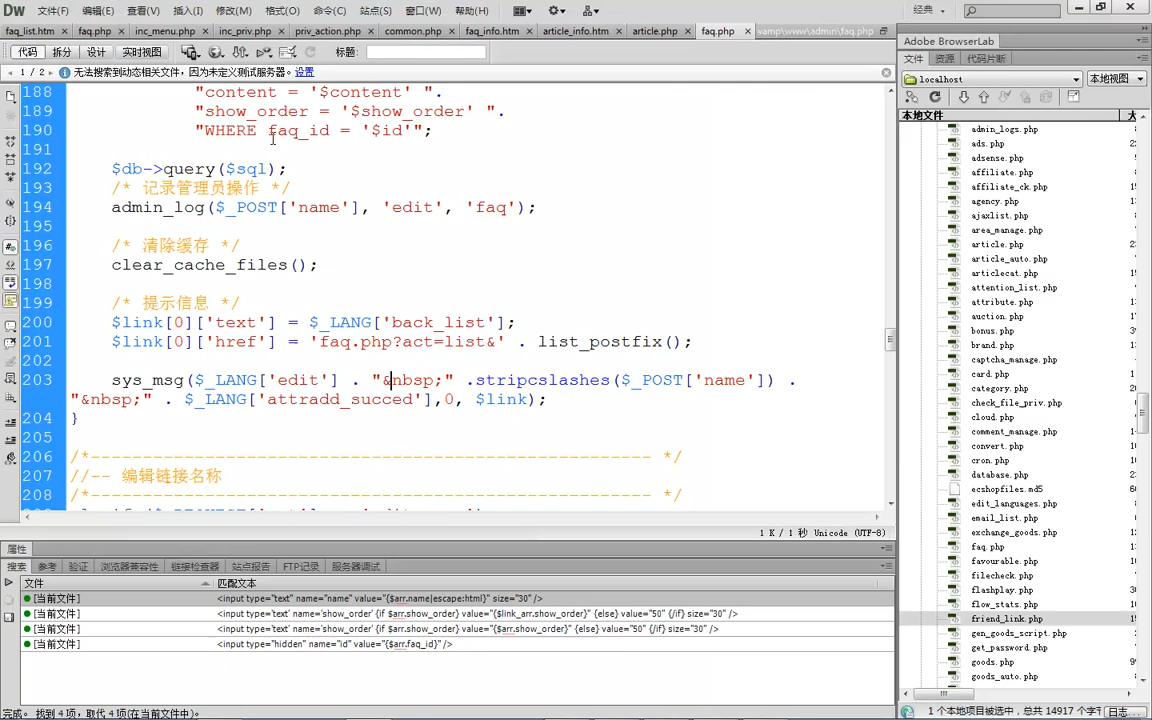 Dw 文件(F) 编辑(E) 查看(V) 插入(I) 修改(M) 格式(O) 命令(C) 站点(S) 窗口(W) 帮助(H) 经典
faq_list.htm × faq.php × inc_menu.php × inc_priv.php × priv_action.php × common.php × faq_info.htm × article_info.htm × article.php × faq.php × wamp\www\admin\faq.php
代码 拆分 设计 实时视图 标题:
1 / 2 无法搜索到动态相关文件，因为未定义测试服务器。 设置
188 "content = '$content' ".
189 "show_order = '$show_order' ".
190 "WHERE faq_id = '$id'";
191
192 $db->query($sql);
193 /* 记录管理员操作 */
194 admin_log($_POST['name'], 'edit', 'faq');
195
196 /* 清除缓存 */
197 clear_cache_files();
198
199 /* 提示信息 */
200 $link[0]['text'] = $_LANG['back_list'];
201 $link[0]['href'] = 'faq.php?act=list&' . list_postfix();
202
203 sys_msg($_LANG['edit'] . "&nbsp;" .stripcslashes($_POST['name']) .
"&nbsp;" . $_LANG['attradd_succed'],0, $link);
204 }
205
206 /*------------------------------------------------------ */
207 //-- 编辑链接名称
208 /*------------------------------------------------------ */
1 K / 1 秒 Unicode (UTF-8)
属性
搜索 参考 验证 浏览器兼容性 链接检查器 站点报告 FTP记录 服务器调试
文件 匹配文本
[当前文件] <input type="text" name="name" value="{$arr.name|escape:html}" size="30" />
[当前文件] <input type="text' name='show_order' {if $arr.show_order} value="{$link_arr.show_order}" {else} value="50" {/if} size="30" />
[当前文件] <input type="text' name='show_order' {if $arr.show_order} value="{$arr.show_order}" {else} value="50" {/if} size="30" />
[当前文件] <input type="hidden" name="id" value="{$arr.faq_id}" />
完成。 找到 4 项，取代 4 项(在当前文件中)。
Adobe BrowserLab
文件 资源 代码片断
localhost 本地视图
本地文件 大
admin_logs.php
ads.php
adsense.php
affiliate.php
affiliate_ck.php
agency.php
ajaxlist.php
area_manage.php
article.php
article_auto.php
articlecat.php
attention_list.php
attribute.php
auction.php
bonus.php
brand.php
captcha_manage.php
card.php
category.php
check_file_priv.php
cloud.php
comment_manage.php
convert.php
cron.php
database.php
ecshopfiles.md5
edit_languages.php
email_list.php
exchange_goods.php
faq.php
favourable.php
filecheck.php
flashplay.php
flow_stats.php
friend_link.php
gen_goods_script.php
get_password.php
goods.php
goods_auto.php
1 个本地项目被选中，总共 14917 个字节 日志...